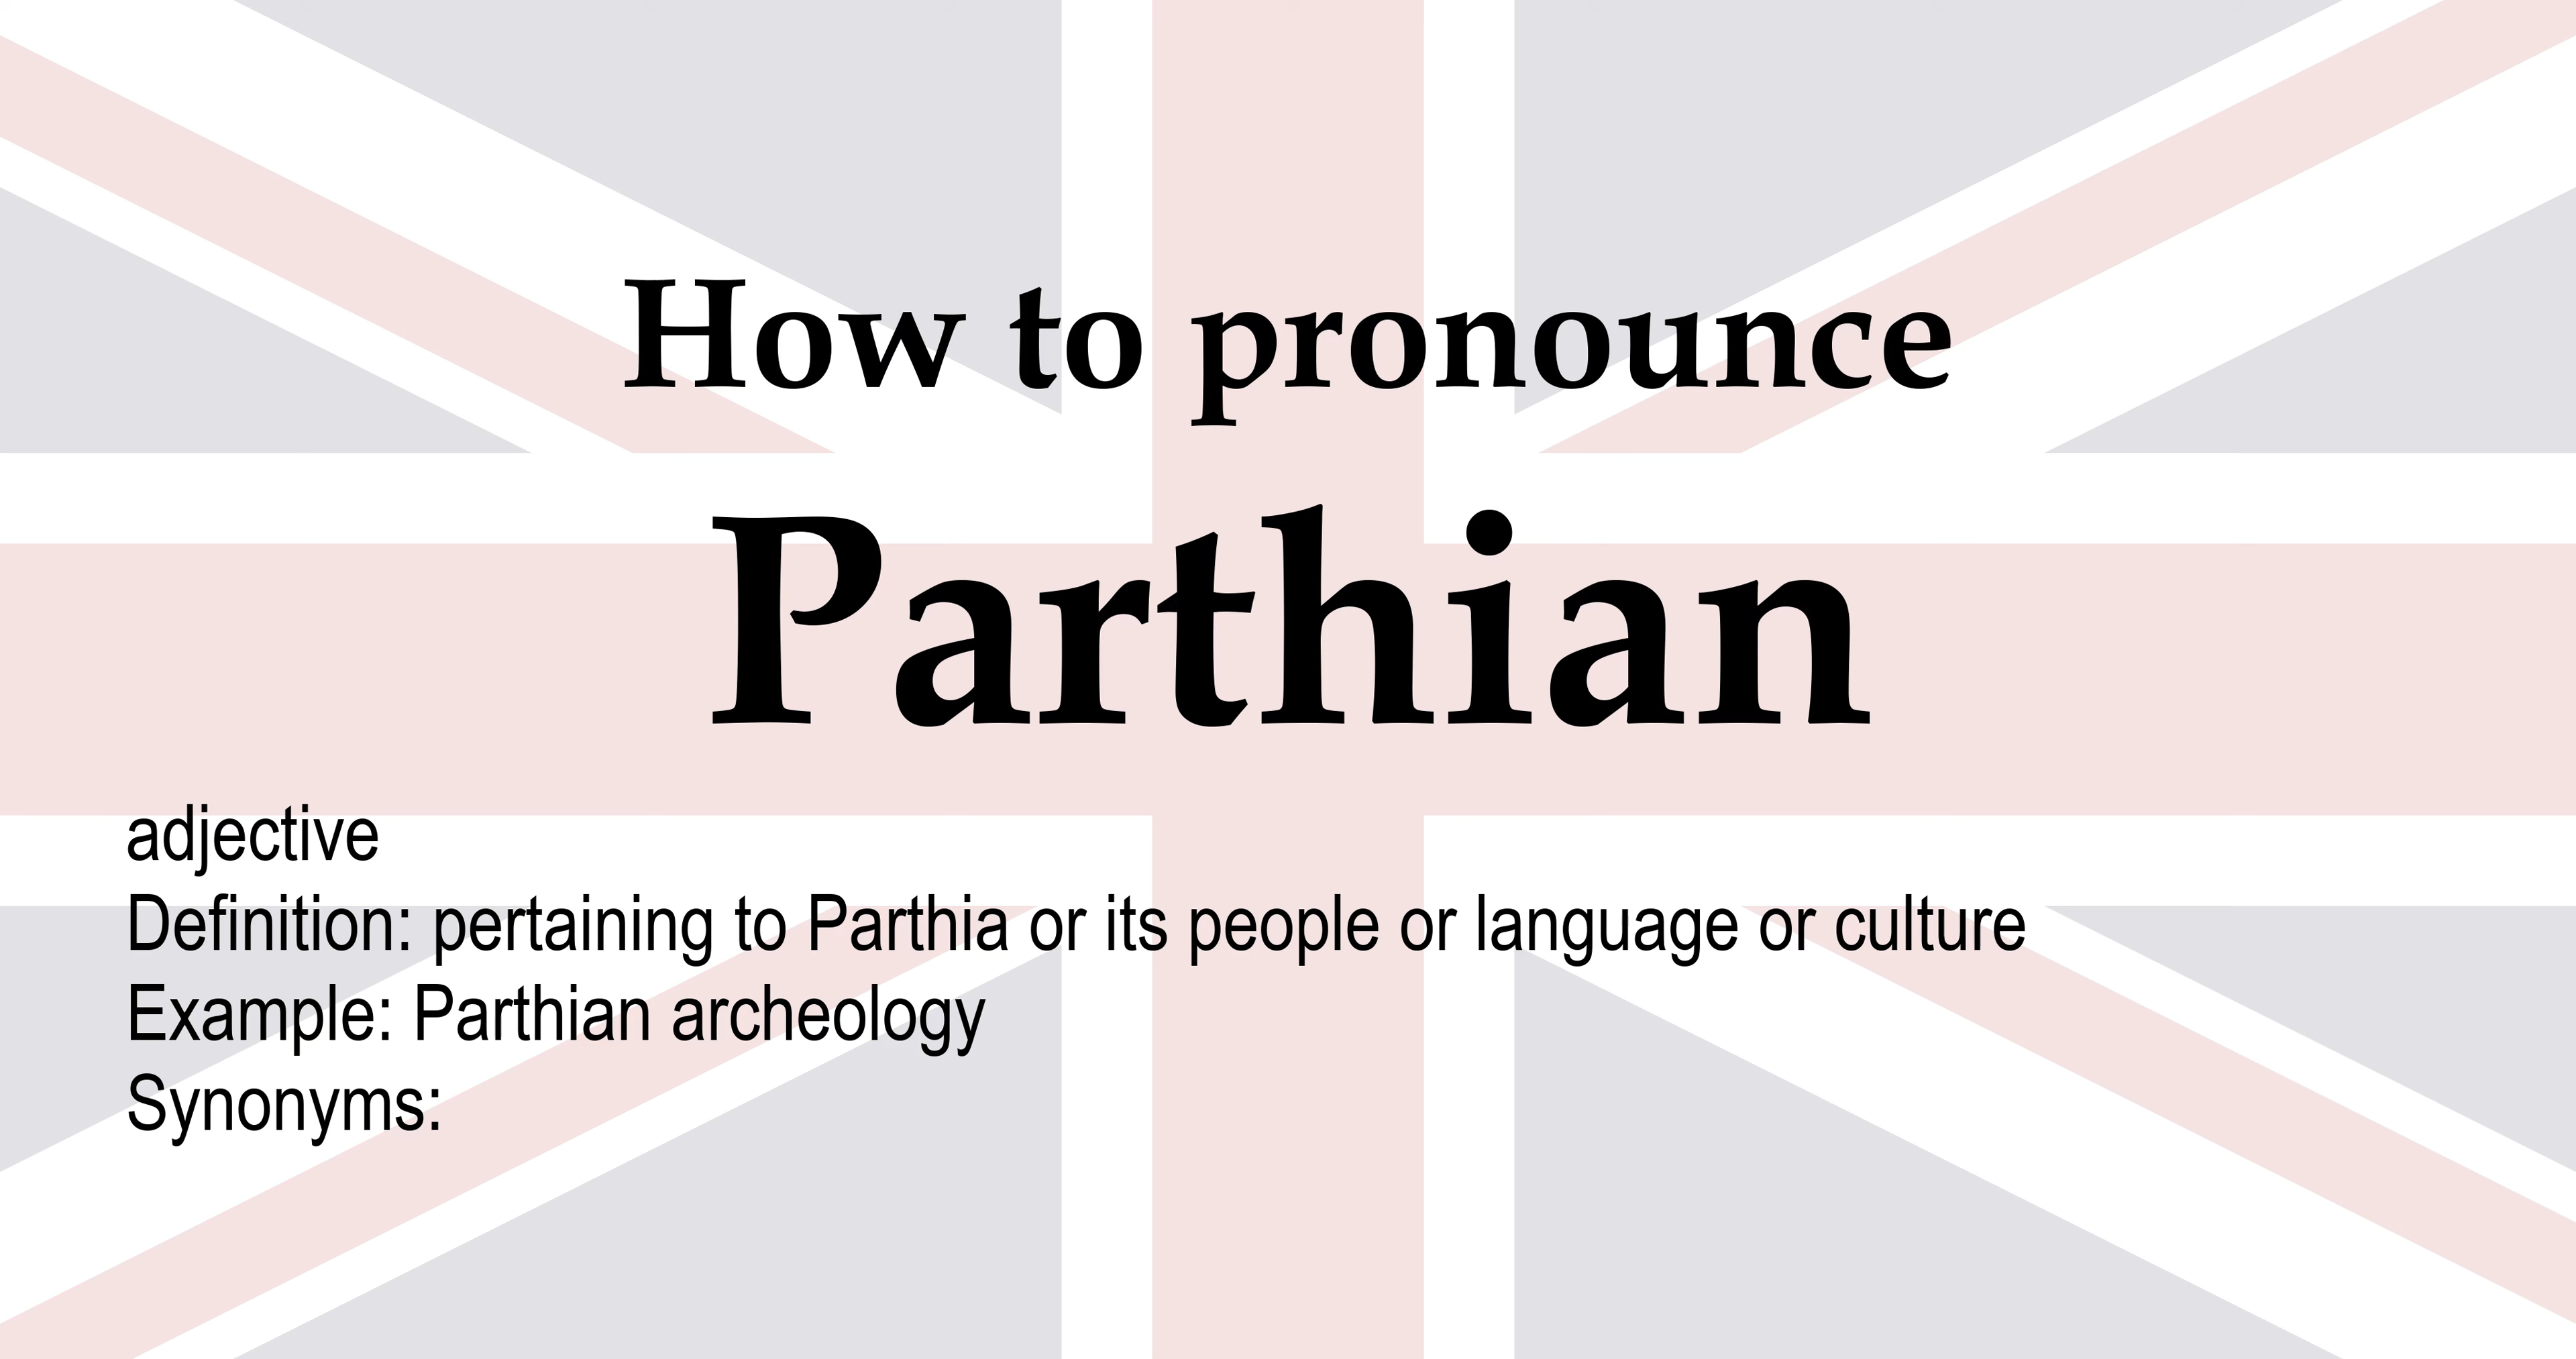 How to pronounce
Parthian
adjective
Definition: pertaining to Parthia or its people or language or culture
Example: Parthian archeology
Synonyms: